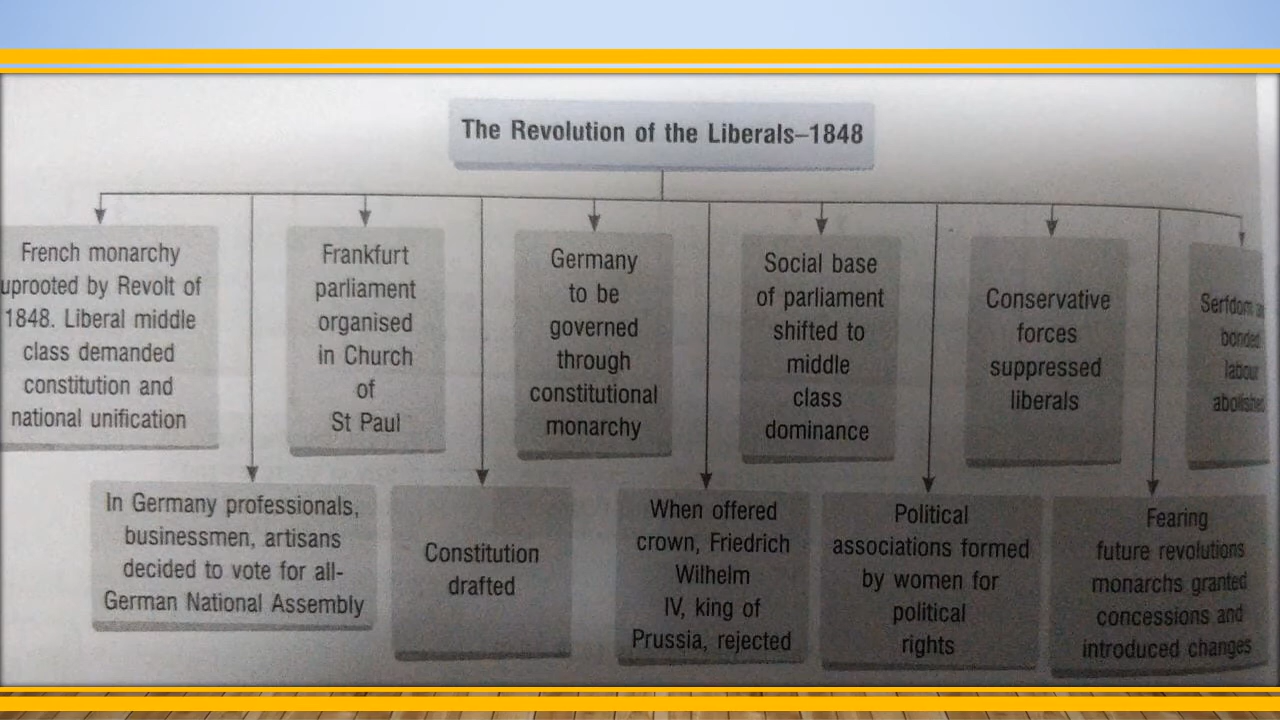 The Revolution of the Liberals–1848
French monarchy
uprooted by Revolt of
1848. Liberal middle
class demanded
constitution and
national unification
In Germany professionals,
businessmen, artisans
decided to vote for all-
German National Assembly
Frankfurt
parliament
organised
in Church
of
St Paul
Constitution
drafted
Germany
to be
governed
through
constitutional
monarchy
When offered
crown, Friedrich
Wilhelm
IV, king of
Prussia, rejected
Social base
of parliament
shifted to
middle
class
dominance
Political
associations formed
by women for
political
rights
Conservative
forces
suppressed
liberals
Fearing
future revolutions
monarchs granted
concessions and
introduced changes
Serfdom
bonded
labour
abolished